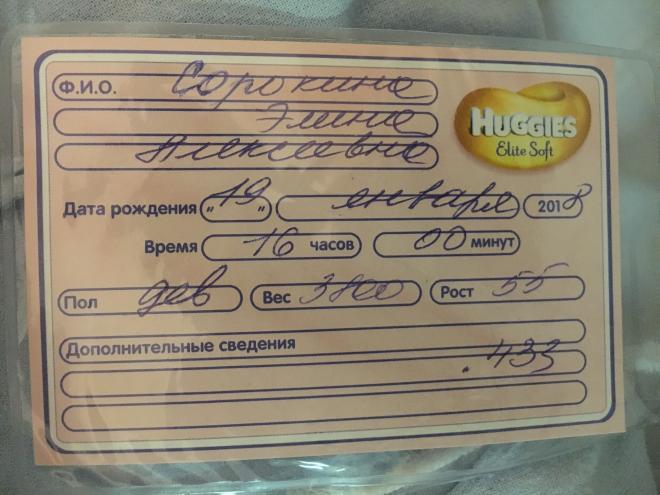 Ф.И.О. Сорокина
Элина
Алексеевна
HUGGIES
Elite Soft
Дата рождения „19„ января 2018
Время 16 часов 00 минут
Пол дев Вес 3800 Рост 55
Дополнительные сведения
.433